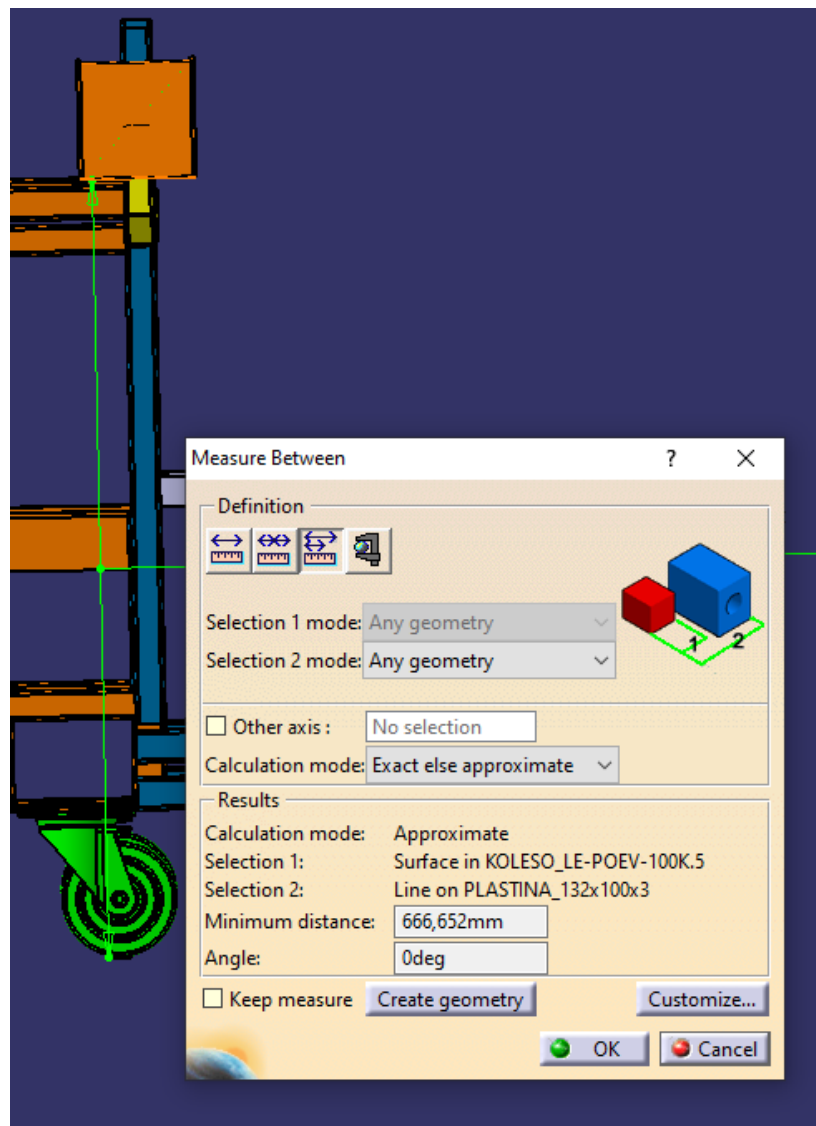 Measure Between ? X
Definition
Selection 1 mode: Any geometry
Selection 2 mode: Any geometry
1 2
Other axis : No selection
Calculation mode: Exact else approximate
Results
Calculation mode: Approximate
Selection 1: Surface in KOLESO_LE-POEV-100K.5
Selection 2: Line on PLASTINA_132x100x3
Minimum distance: 666,652mm
Angle: 0deg
Keep measure Create geometry Customize...
OK Cancel